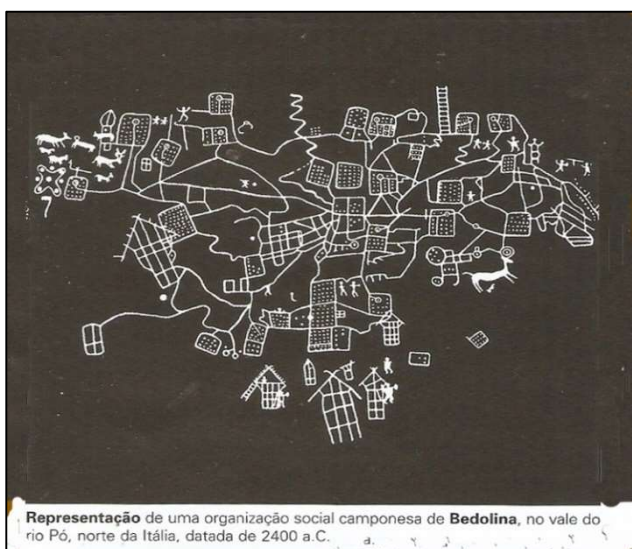 Representação de uma organização social camponesa de Bedolina, no vale do
rio Pó, norte da Itália, datada de 2400 a.C.